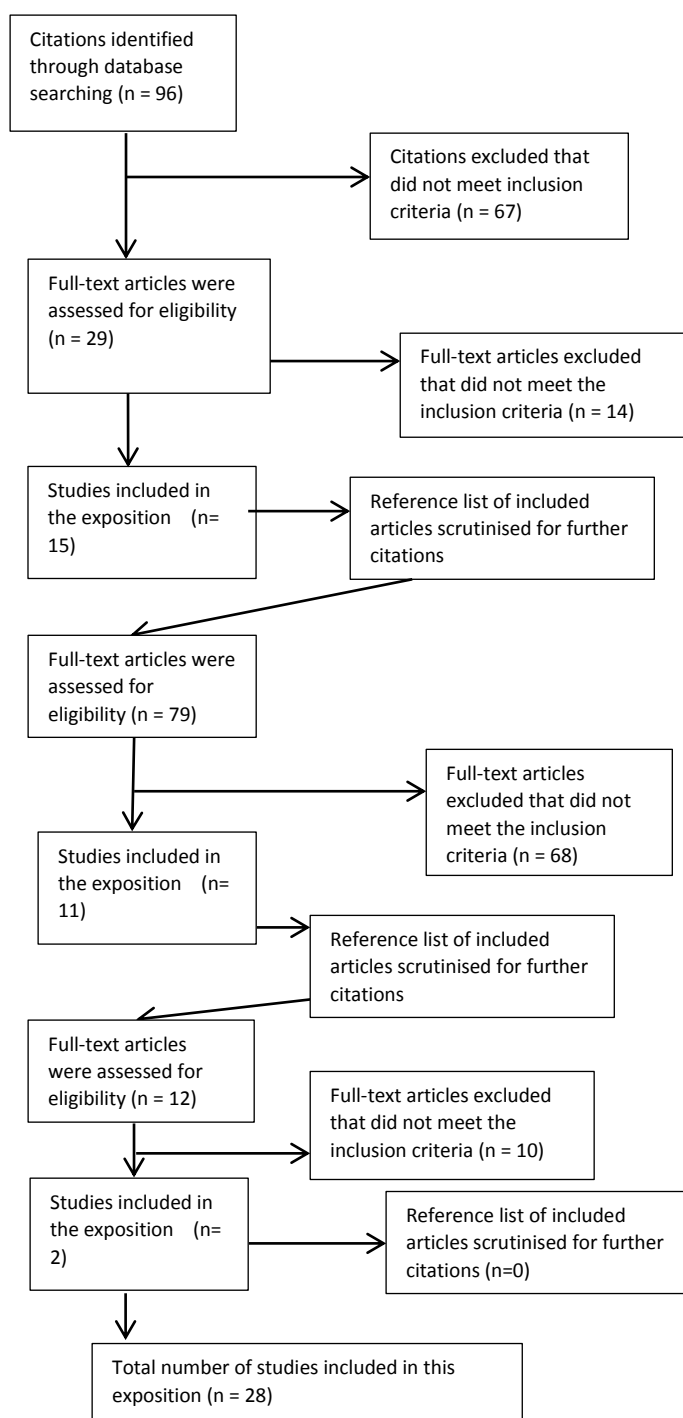 Citations identified
through database
searching (n = 96)
Citations excluded that
did not meet inclusion
criteria (n = 67)
Full-text articles were
assessed for eligibility
(n = 29)
Full-text articles excluded
that did not meet the
inclusion criteria (n = 14)
Studies included in
the exposition (n=
15)
Reference list of included
articles scrutinised for further
citations
Full-text articles were
assessed for
eligibility (n = 79)
Full-text articles
excluded that did not
meet the inclusion
criteria (n = 68)
Studies included in
the exposition (n=
11)
Reference list of included
articles scrutinised for further
citations
Full-text articles
were assessed for
eligibility (n = 12)
Full-text articles excluded
that did not meet the
inclusion criteria (n = 10)
Studies included in
the exposition (n=
2)
Reference list of included
articles scrutinised for further
citations (n=0)
Total number of studies included in this
exposition (n = 28)